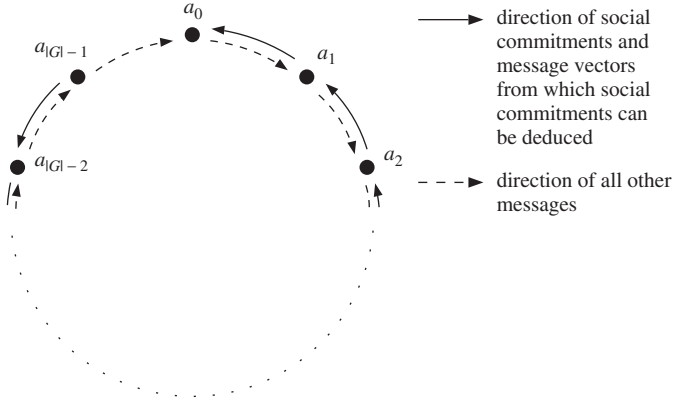 a0
a|G| – 1
a1
a|G| – 2
a2
direction of social
commitments and
message vectors
from which social
commitments can
be deduced
direction of all other
messages